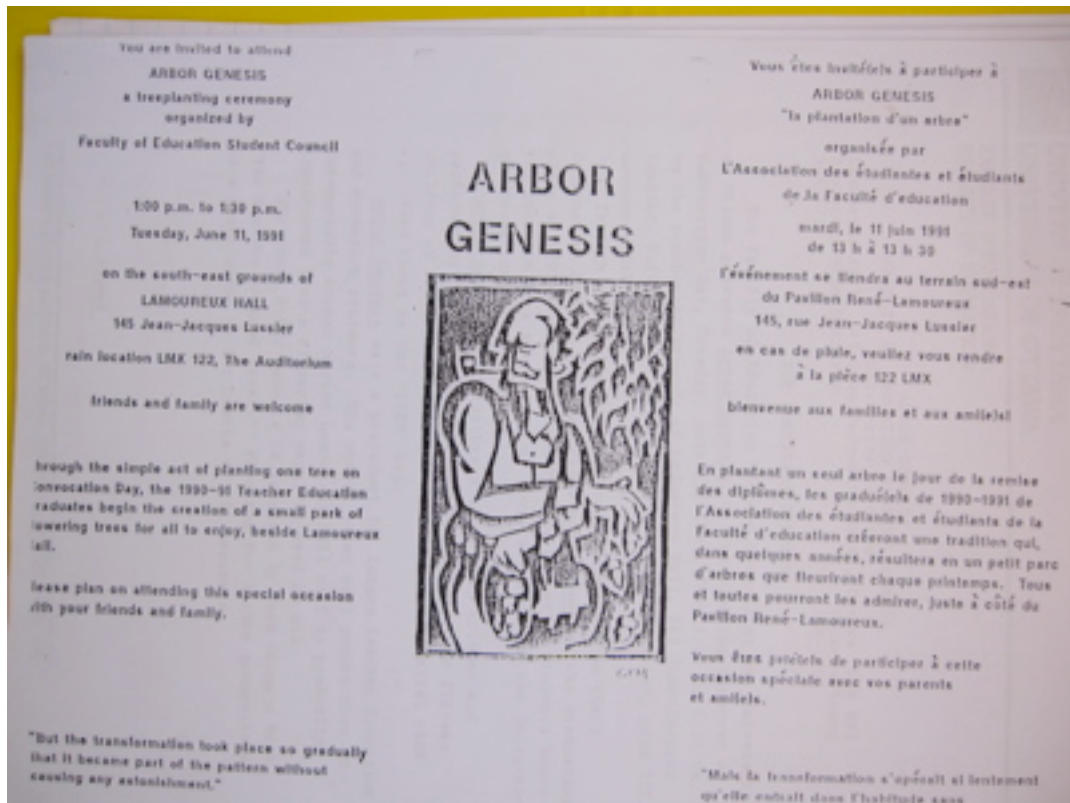 You are invited to attend
ARBOR GENESIS
a treeplanting ceremony
organized by
Faculty of Education Student Council
1:00 p.m. to 1:30 p.m.
Tuesday, June 11, 1991
on the south-east grounds of
LAMOUREUX HALL
145 Jean-Jacques Lussier
rain location LMX 122, The Auditorium
friends and family are welcome
hrough the simple act of planting one tree on
onvocation Day, the 1990-91 Teacher Education
raduates begin the creation of a small park of
lowering trees for all to enjoy, beside Lamoureux
all.
lease plan on attending this special occasion
ith your friends and family.
"But the transformation took place so gradually
that it became part of the pattern without
causing any astonishment."
ARBOR
GENESIS
Vous êtes invité(e)s à participer à
ARBOR GENESIS
"la plantation d'un arbre"
organisée par
L'Association des étudiantes et étudiants
de la Faculté d'education
mardi, le 11 juin 1991
de 13 h à 13 h 30
l'événement se tiendra au terrain sud-est
du Pavillon René-Lamoureux
145, rue Jean-Jacques Lussier
en cas de pluie, veuillez vous rendre
à la pièce 122 LMX
bienvenue aux familles et aux ami(e)s!
En plantant un seul arbre le jour de la remise
des diplômes, les gradué(e)s de 1990-1991 de
l'Association des étudiantes et étudiants de la
Faculté d'education créeront une tradition qui,
dans quelques années, résultera en un petit parc
d'arbres que fleuriront chaque printemps. Tous
et toutes pourront les admirer, juste à côté du
Pavillon René-Lamoureux.
Vous êtes prié(e)s de participer à cette
occasion spéciale avec vos parents
et ami(e)s.
"Mais la transformation s'opérait si lentement
qu'elle entrait dans l'habitude sans